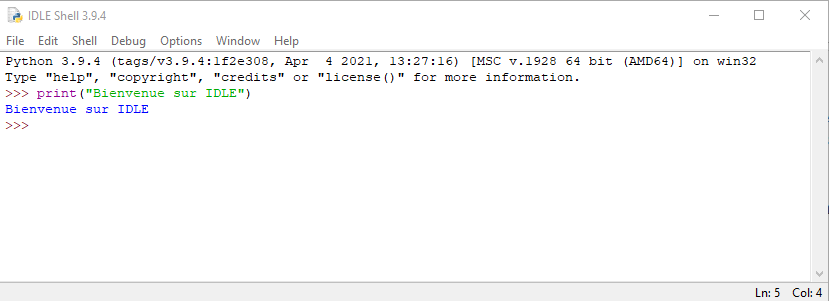 IDLE Shell 3.9.4
File Edit Shell Debug Options Window Help
Python 3.9.4 (tags/v3.9.4:1f2e308, Apr  4 2021, 13:27:16) [MSC v.1928 64 bit (AMD64)] on win32
Type "help", "copyright", "credits" or "license()" for more information.
>>> print("Bienvenue sur IDLE")
Bienvenue sur IDLE
>>>
Ln: 5 Col: 4